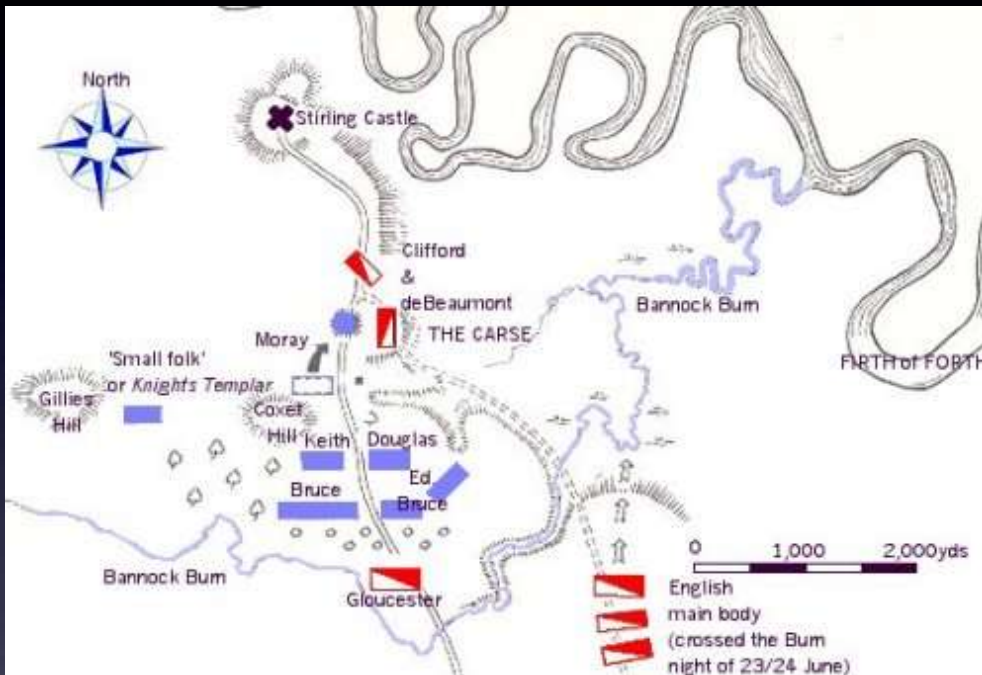 North
Stirling Castle
Clifford
&
deBeaumont
Bannock Burn
THE CARSE
Moray
FIRTH of FORTH
'Small folk'
or Knights Templar
Gillies
Hill
Coxet
Hill
Keith
Douglas
Ed
Bruce
Bruce
0 1,000 2,000yds
Bannock Burn
Gloucester
English
main body
(crossed the Burn
night of 23/24 June)